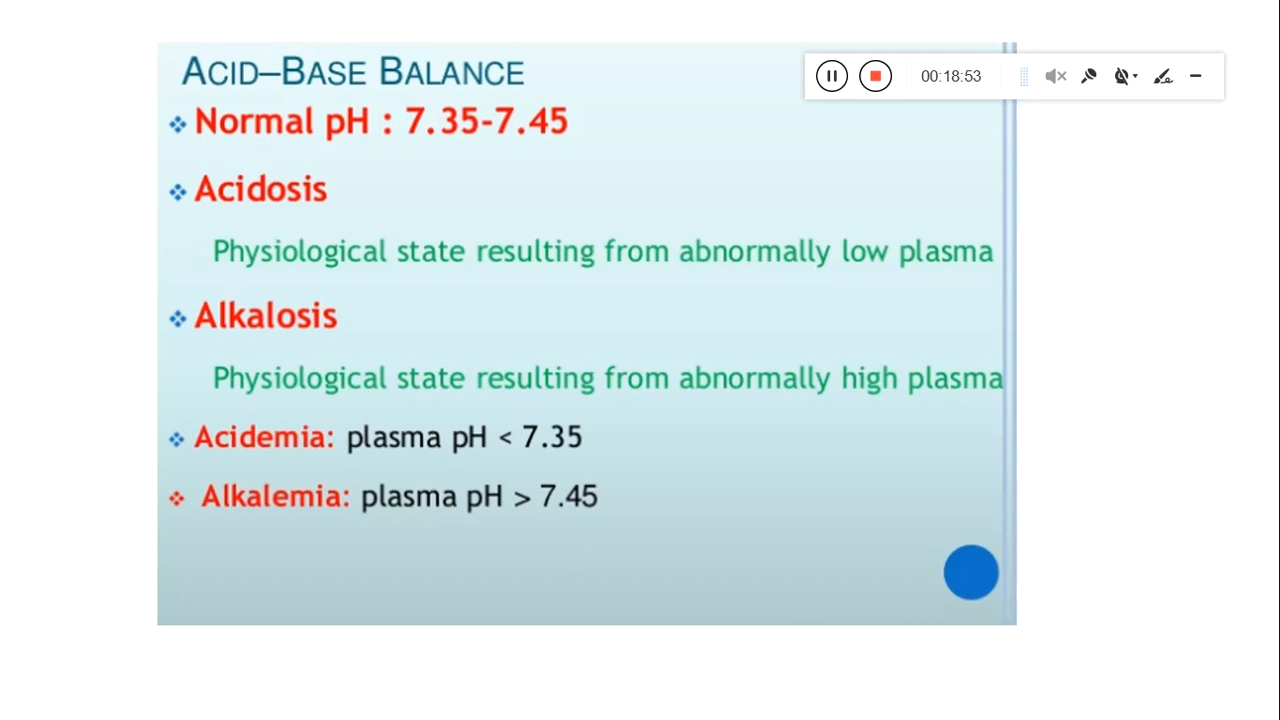 ACID–BASE BALANCE
00:18:53
Normal pH : 7.35-7.45
Acidosis
Physiological state resulting from abnormally low plasma
Alkalosis
Physiological state resulting from abnormally high plasma
Acidemia: plasma pH < 7.35
Alkalemia: plasma pH > 7.45